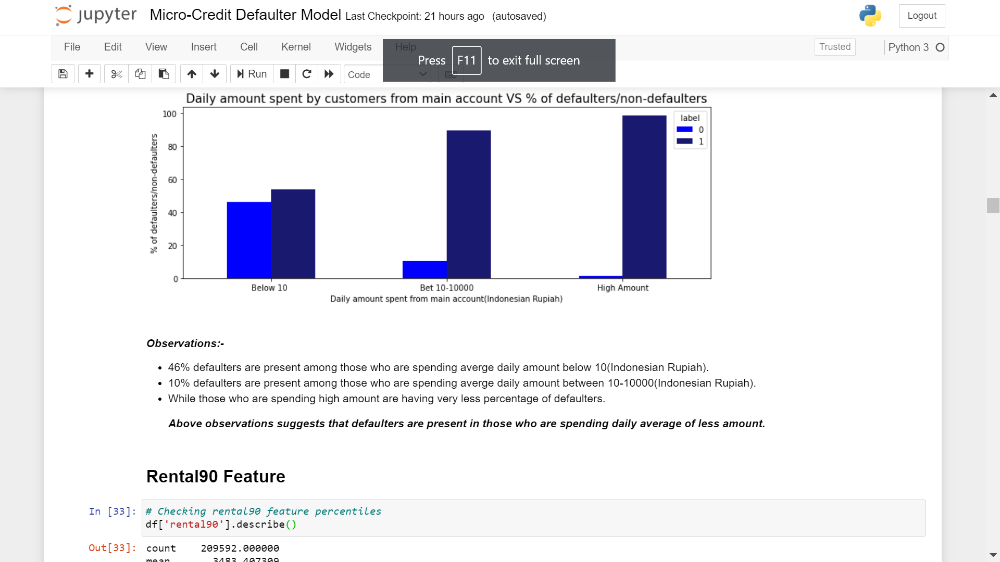 jupyter Micro-Credit Defaulter Model Last Checkpoint: 21 hours ago (autosaved) Logout
File Edit View Insert Cell Kernel Widgets Help Trusted Python 3
Press F11 to exit full screen
Run Code
Daily amount spent by customers from main account VS % of defaulters/non-defaulters
% of defaulters/non-defaulters
100
80
60
40
20
0
label
0
1
Below 10 Bet 10-10000 High Amount
Daily amount spent from main account(Indonesian Rupiah)
Observations:-
46% defaulters are present among those who are spending averge daily amount below 10(Indonesian Rupiah).
10% defaulters are present among those who are spending averge daily amount between 10-10000(Indonesian Rupiah).
While those who are spending high amount are having very less percentage of defaulters.
Above observations suggests that defaulters are present in those who are spending daily average of less amount.
Rental90 Feature
In [33]: # Checking rental90 feature percentiles
df['rental90'].describe()
Out[33]: count 209592.000000
mean 3483.407309